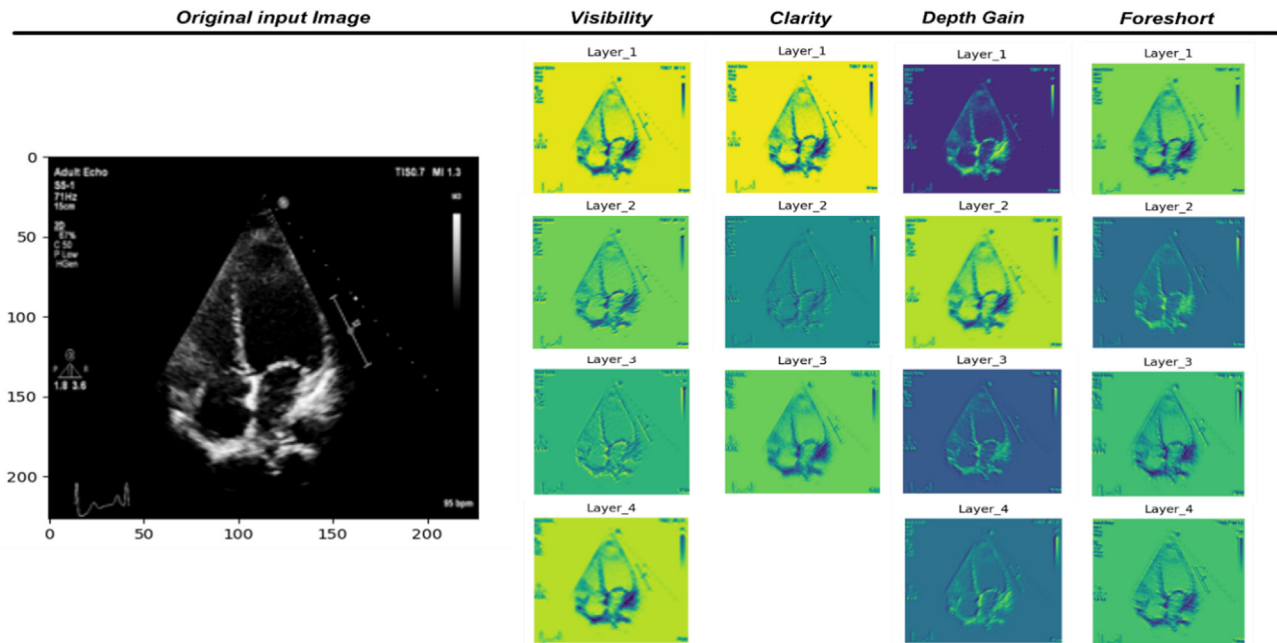 Original input Image Visibility Clarity Depth Gain Foreshort
Layer_1 Layer_1 Layer_1 Layer_1
Layer_2 Layer_2 Layer_2 Layer_2
Layer_3 Layer_3 Layer_3 Layer_3
Layer_4 Layer_4 Layer_4
0
50
100
150
200
0 50 100 150 200
Adult Echo TIS0.7 MI 1.3
S5-1
71Hz
15cm
2D
67%
C 50
P Low
HGen
M3
P
1.8 3.6
95 bpm